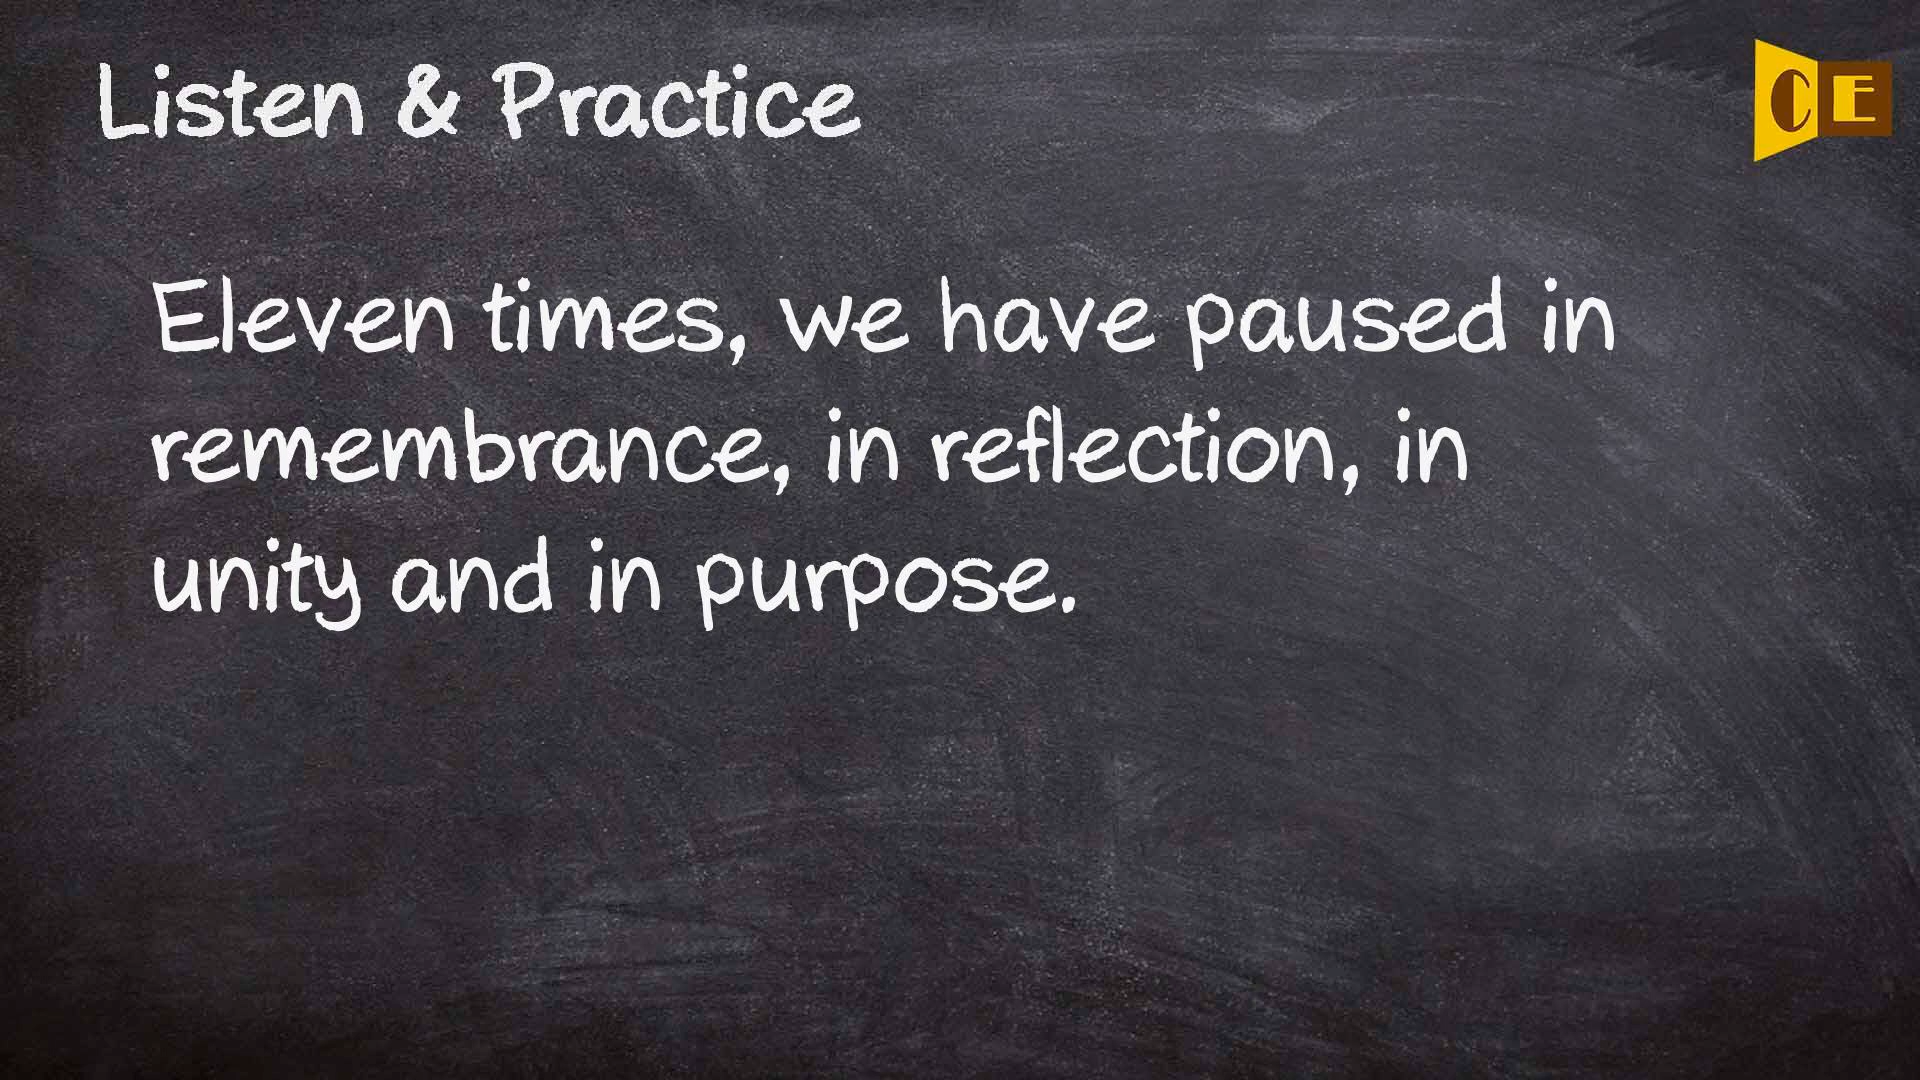 Listen & Practice
CE
Eleven times, we have paused in
remembrance, in reflection, in
unity and in purpose.